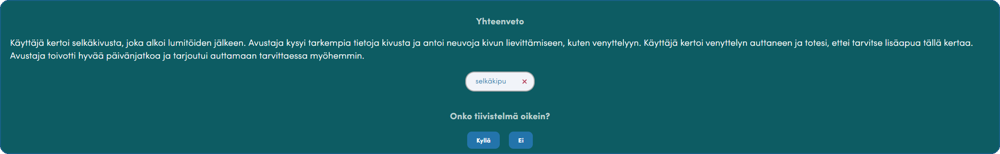 Yhteenveto
Käyttäjä kertoi selkäkivusta, joka alkoi lumitöiden jälkeen. Avustaja kysyi tarkempia tietoja kivusta ja antoi neuvoja kivun lievittämiseen, kuten venyttelyyn. Käyttäjä kertoi venyttelyn auttaneen ja totesi, ettei tarvitse lisäapua tällä kertaa.
Avustaja toivotti hyvää päivänjatkoa ja tarjoutui auttamaan tarvittaessa myöhemmin.
selkäkipu ×
Onko tiivistelmä oikein?
Kyllä Ei